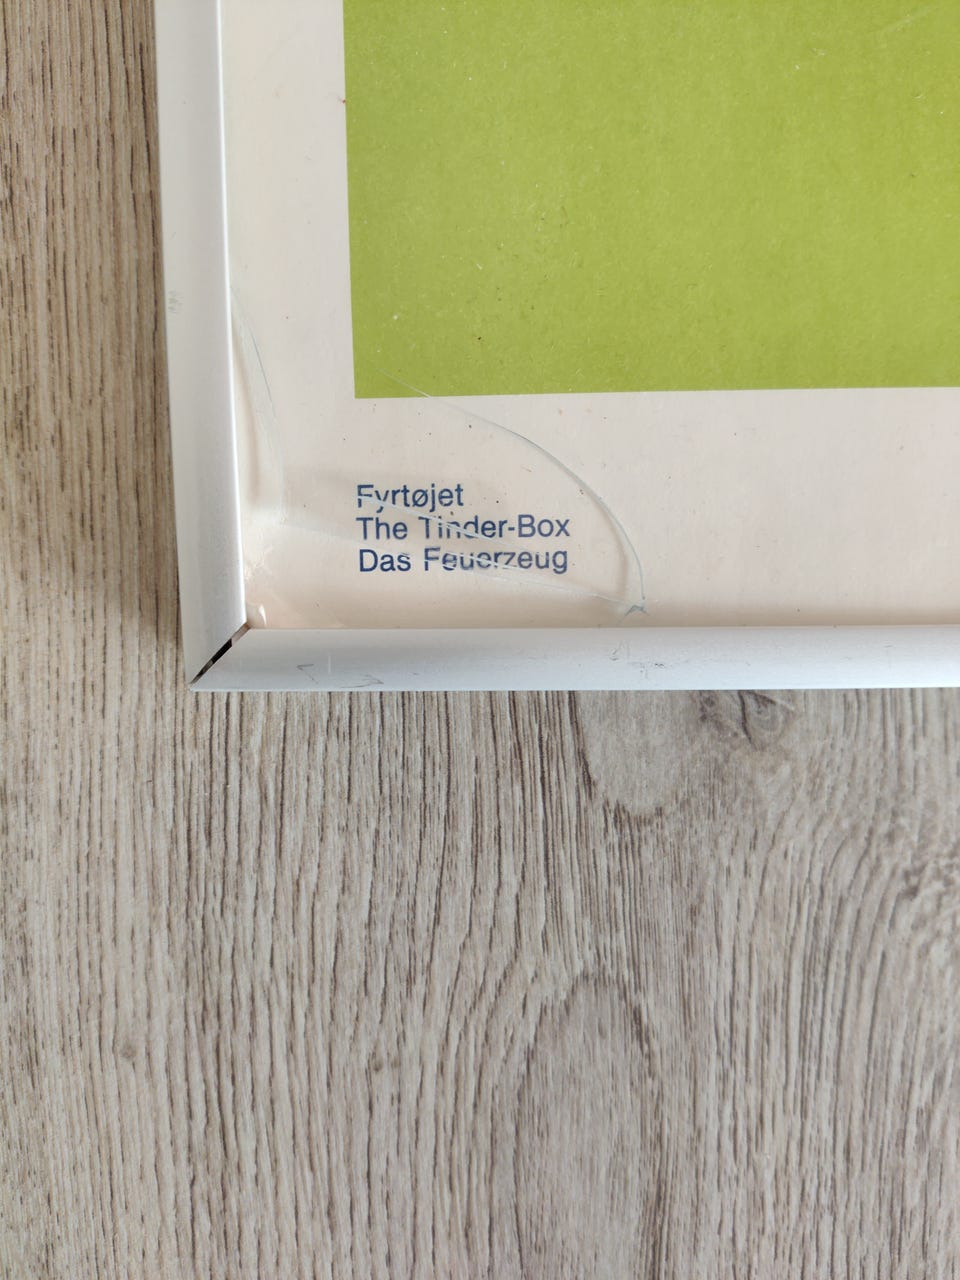 Fyrtøjet
The Tinder-Box
Das Feuerzeug